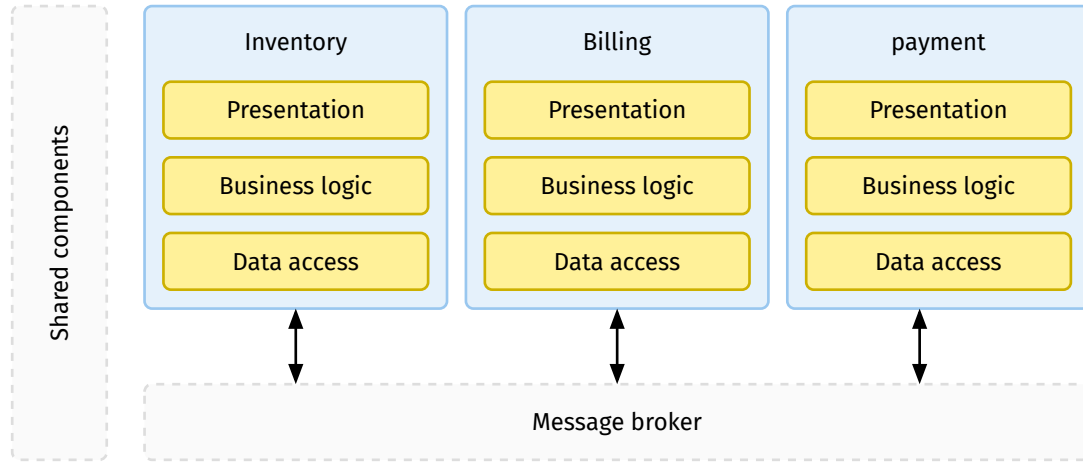 Shared components
Inventory
Presentation
Business logic
Data access
Billing
Presentation
Business logic
Data access
payment
Presentation
Business logic
Data access
Message broker